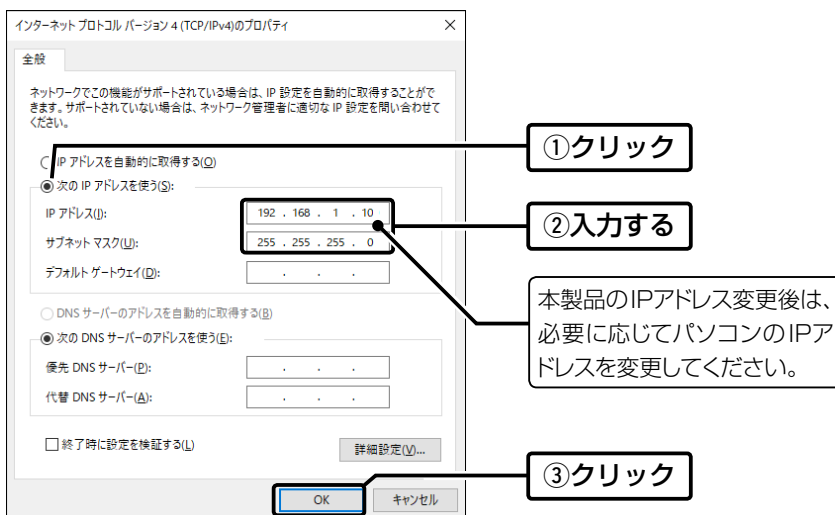 インターネット プロトコル バージョン 4 (TCP/IPv4)のプロパティ
全般
ネットワークでこの機能がサポートされている場合は、IP 設定を自動的に取得することがで
きます。サポートされていない場合は、ネットワーク管理者に適切な IP 設定を問い合わせて
ください。
IP アドレスを自動的に取得する(O)
①クリック
次の IP アドレスを使う(S):
IP アドレス(I):
192 . 168 . 1 . 10
②入力する
サブネット マスク(U):
255 . 255 . 255 . 0
デフォルト ゲートウェイ(D):
. . .
本製品のIPアドレス変更後は、
必要に応じてパソコンのIPア
ドレスを変更してください。
DNS サーバーのアドレスを自動的に取得する(B)
次の DNS サーバーのアドレスを使う(E):
優先 DNS サーバー(P):
. . .
代替 DNS サーバー(A):
. . .
終了時に設定を検証する(L)
詳細設定(V)...
③クリック
OK
キャンセル